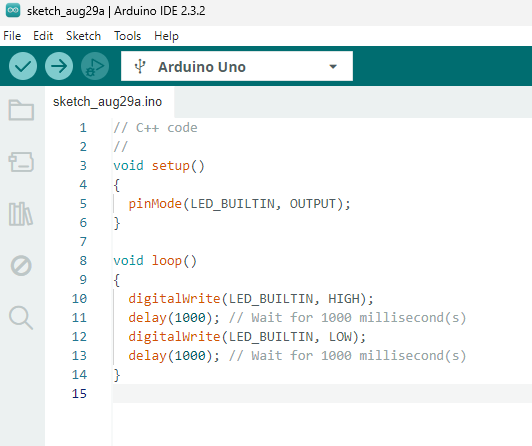 sketch_aug29a | Arduino IDE 2.3.2
File Edit Sketch Tools Help
Arduino Uno
sketch_aug29a.ino
1 // C++ code
2 //
3 void setup()
4 {
5   pinMode(LED_BUILTIN, OUTPUT);
6 }
7
8 void loop()
9 {
10   digitalWrite(LED_BUILTIN, HIGH);
11   delay(1000); // Wait for 1000 millisecond(s)
12   digitalWrite(LED_BUILTIN, LOW);
13   delay(1000); // Wait for 1000 millisecond(s)
14 }
15